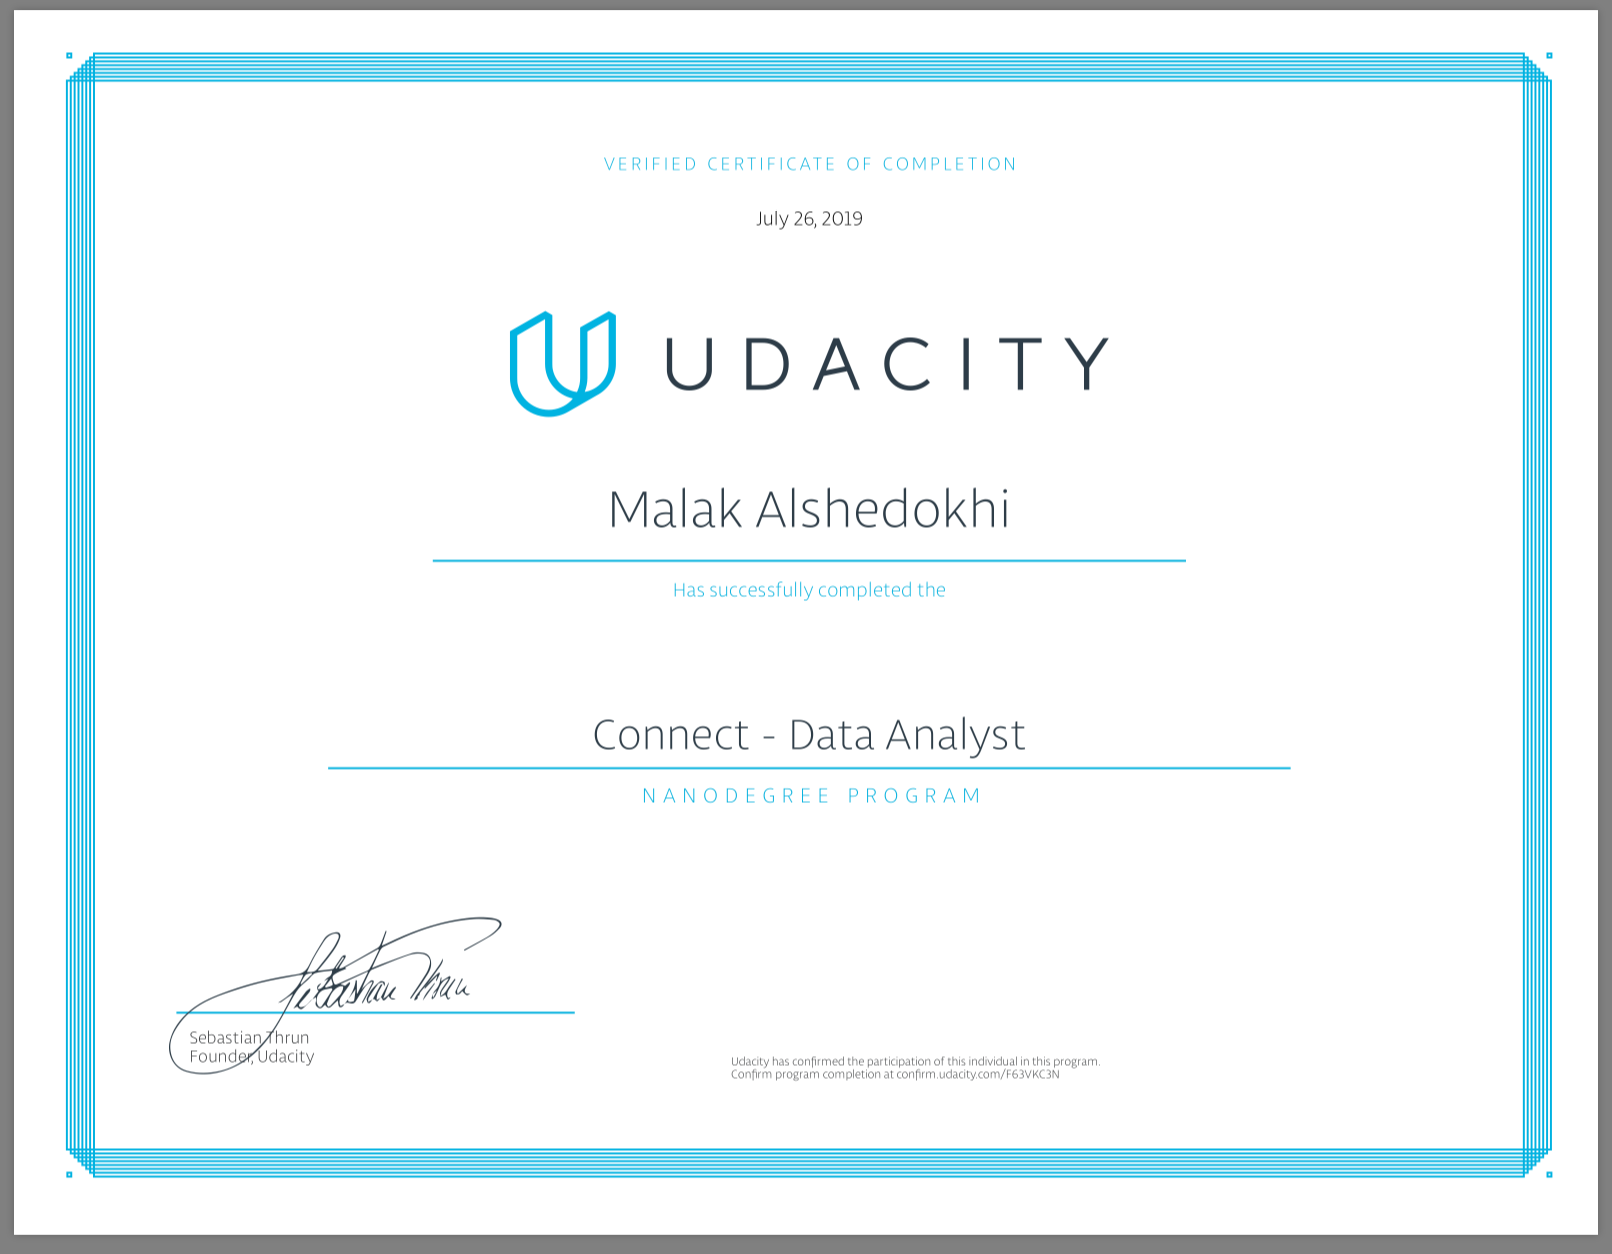 VERIFIED CERTIFICATE OF COMPLETION
July 26, 2019
UDACITY
Malak Alshedokhi
Has successfully completed the
Connect - Data Analyst
NANODEGREE PROGRAM
Sebastian Thrun
Sebastian Thrun
Founder, Udacity
Udacity has confirmed the participation of this individual in this program.
Confirm program completion at confirm.udacity.com/F63VKC3N